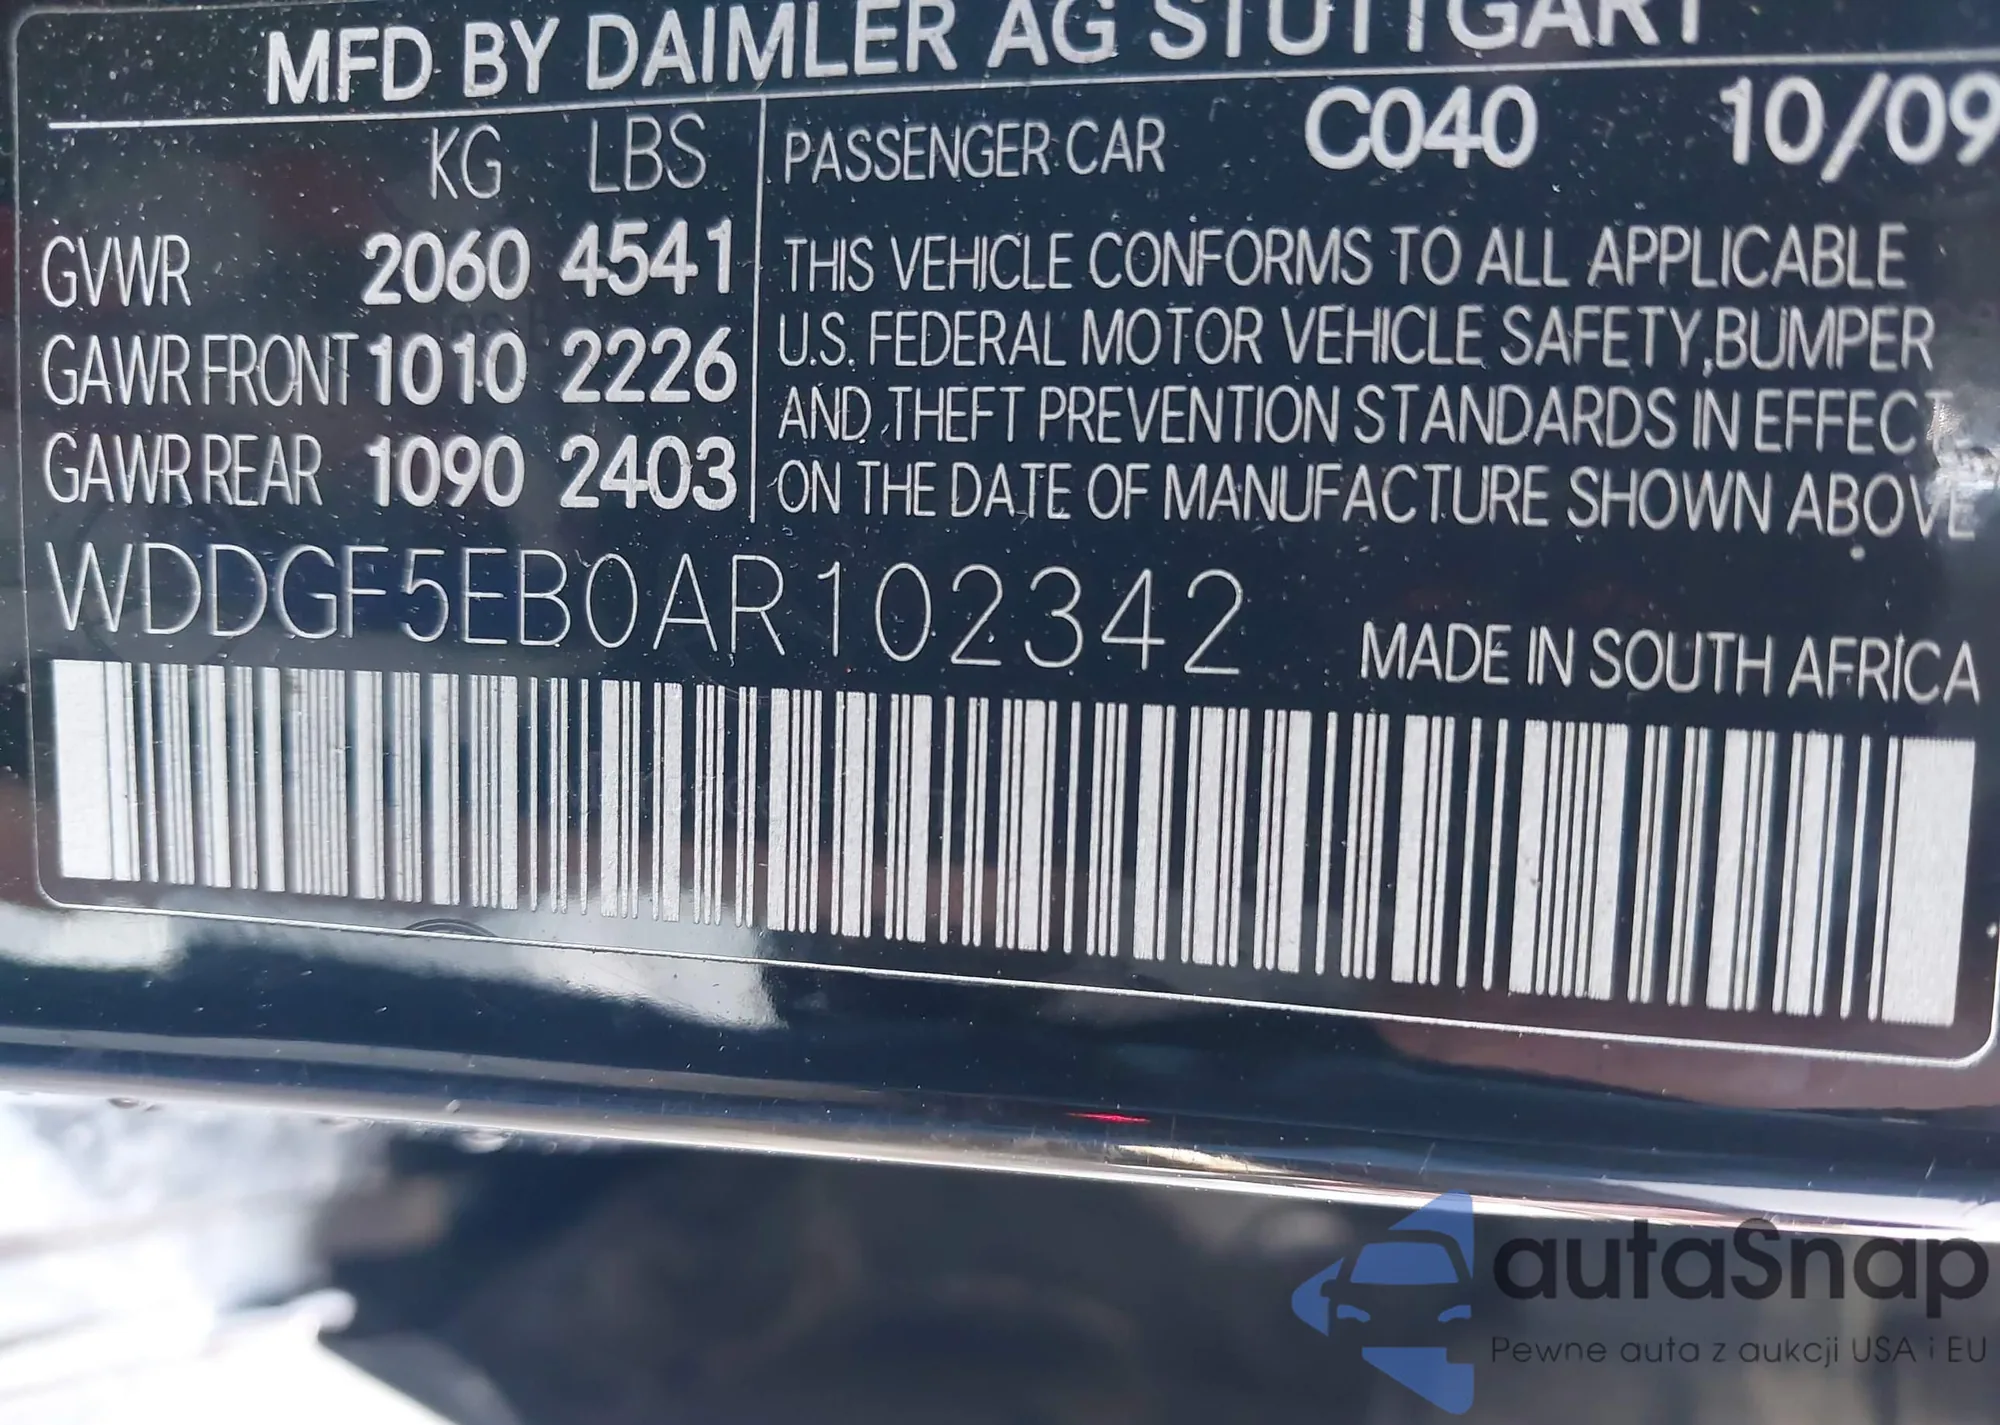 MFD BY DAIMLER AG STUTTGART
KG LBS PASSENGER CAR C040 10/09
GVWR 2060 4541
GAWR FRONT 1010 2226
GAWR REAR 1090 2403
THIS VEHICLE CONFORMS TO ALL APPLICABLE
U.S. FEDERAL MOTOR VEHICLE SAFETY,BUMPER
AND THEFT PREVENTION STANDARDS IN EFFECT
ON THE DATE OF MANUFACTURE SHOWN ABOVE
WDDGF5EB0AR102342
MADE IN SOUTH AFRICA
autaSnap
Pewne auta z aukcji USA i EU